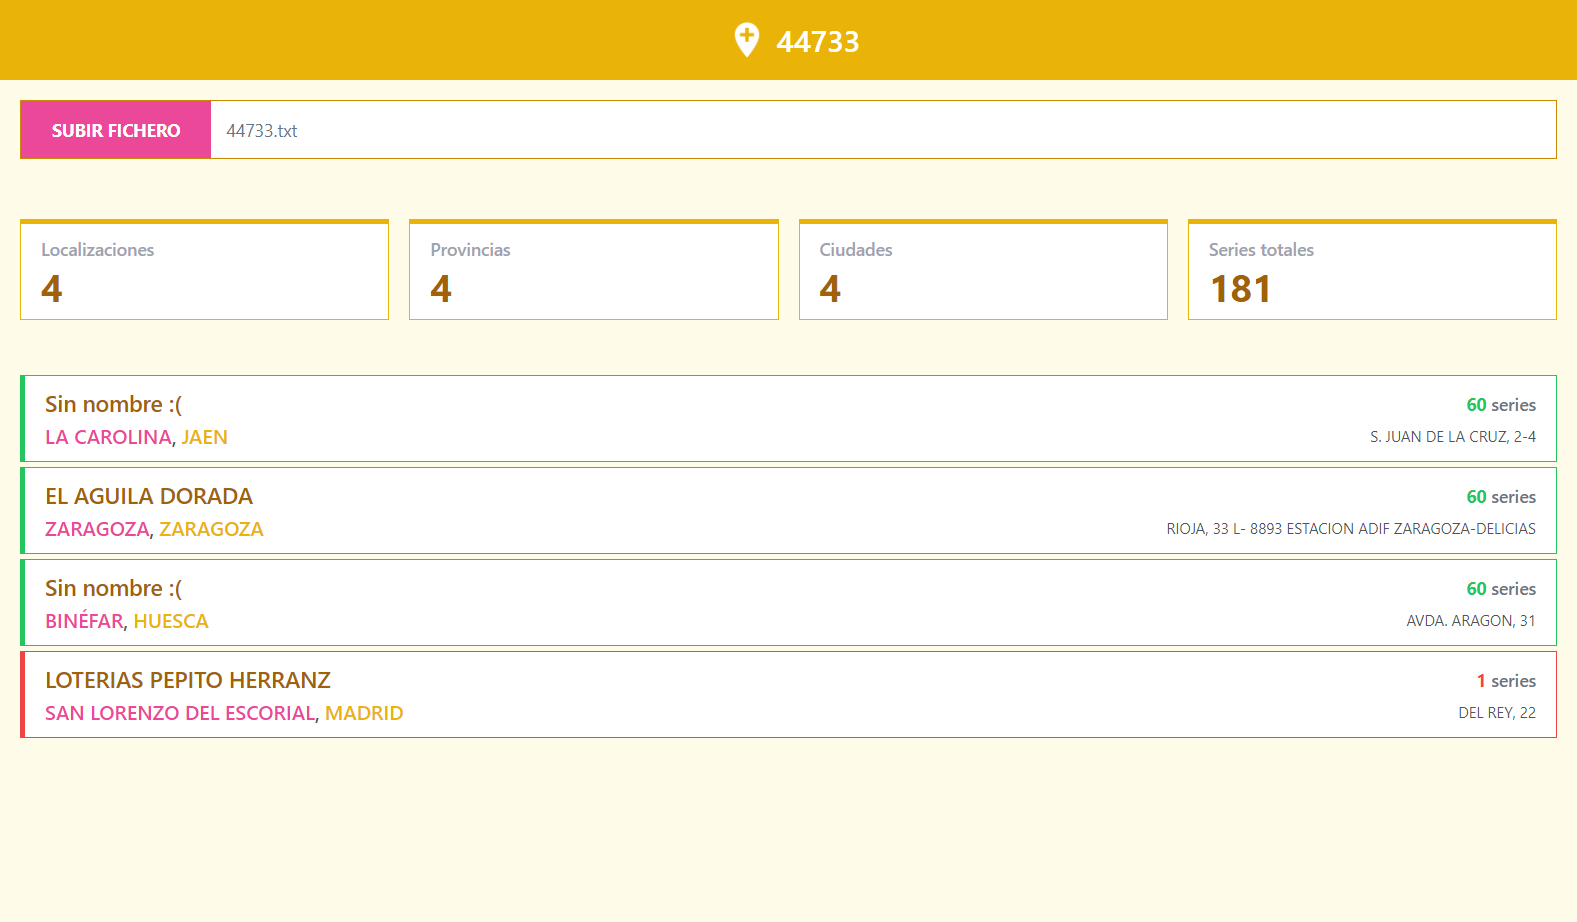 44733
SUBIR FICHERO 44733.txt
Localizaciones
4
Provincias
4
Ciudades
4
Series totales
181
Sin nombre :(
60 series
LA CAROLINA, JAEN
S. JUAN DE LA CRUZ, 2-4
EL AGUILA DORADA
60 series
ZARAGOZA, ZARAGOZA
RIOJA, 33 L- 8893 ESTACION ADIF ZARAGOZA-DELICIAS
Sin nombre :(
60 series
BINÉFAR, HUESCA
AVDA. ARAGON, 31
LOTERIAS PEPITO HERRANZ
1 series
SAN LORENZO DEL ESCORIAL, MADRID
DEL REY, 22